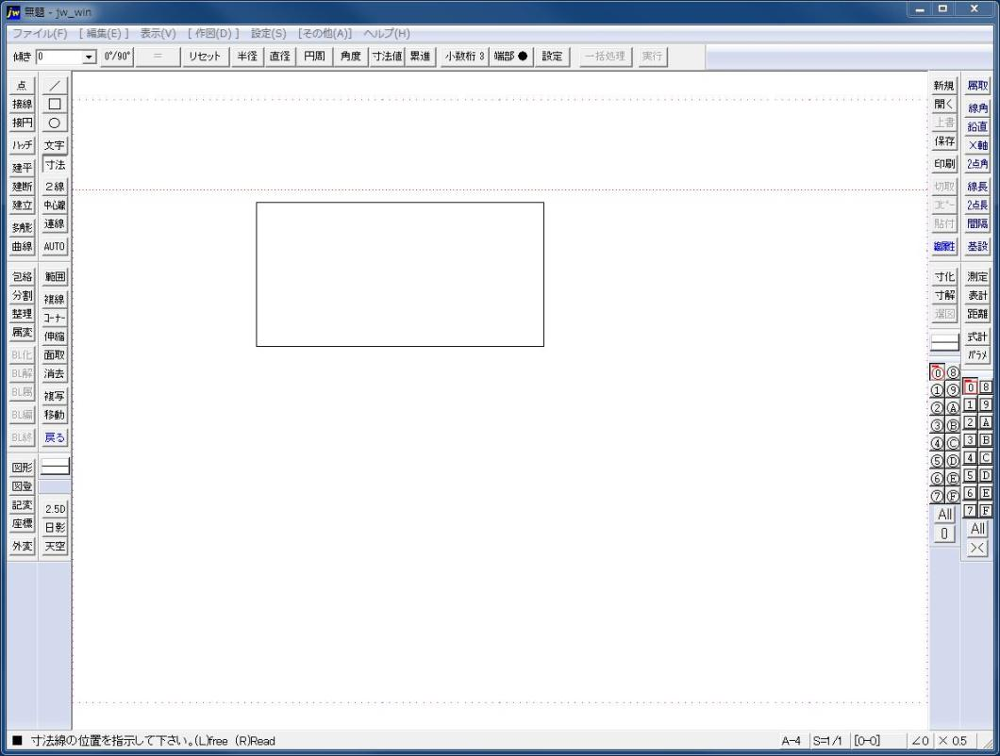 無題 - jw_win
ファイル(F) [編集(E)] 表示(V) [作図(D)] 設定(S) [その他(A)] ヘルプ(H)
傾き 0 0°/90° = リセット 半径 直径 円周 角度 寸法値 累進 小数桁 3 端部 ● 設定 一括処理 実行
点 ／
接線 □
接円 ○
ハッチ 文字
建平 寸法
建断 2線
建立 中心線
多角形 連線
曲線 AUTO
包絡 範囲
分割 複線
整理 コーナー
属変 伸縮
BL化 面取
BL解 消去
BL属 複写
BL編 移動
BL終 戻る
図形
図登
記変 2.5D
座標 日影
外変 天空
新規 属取
開く 線角
上書 鉛直
保存 X軸
印刷 2点角
切取 線長
コピー 2点長
貼付 間隔
線属性 基設
寸化 測定
寸解 表計
選図 距離
式計
パラメ
0 8
1 9
2 A
3 B
4 C
5 D
6 E
7 F
All
0
0 8
1 9
2 A
3 B
4 C
5 D
6 E
7 F
All
><
■ 寸法線の位置を指示して下さい。(L)free (R)Read A-4 S=1/1 [0-0] ∠0 × 0.5